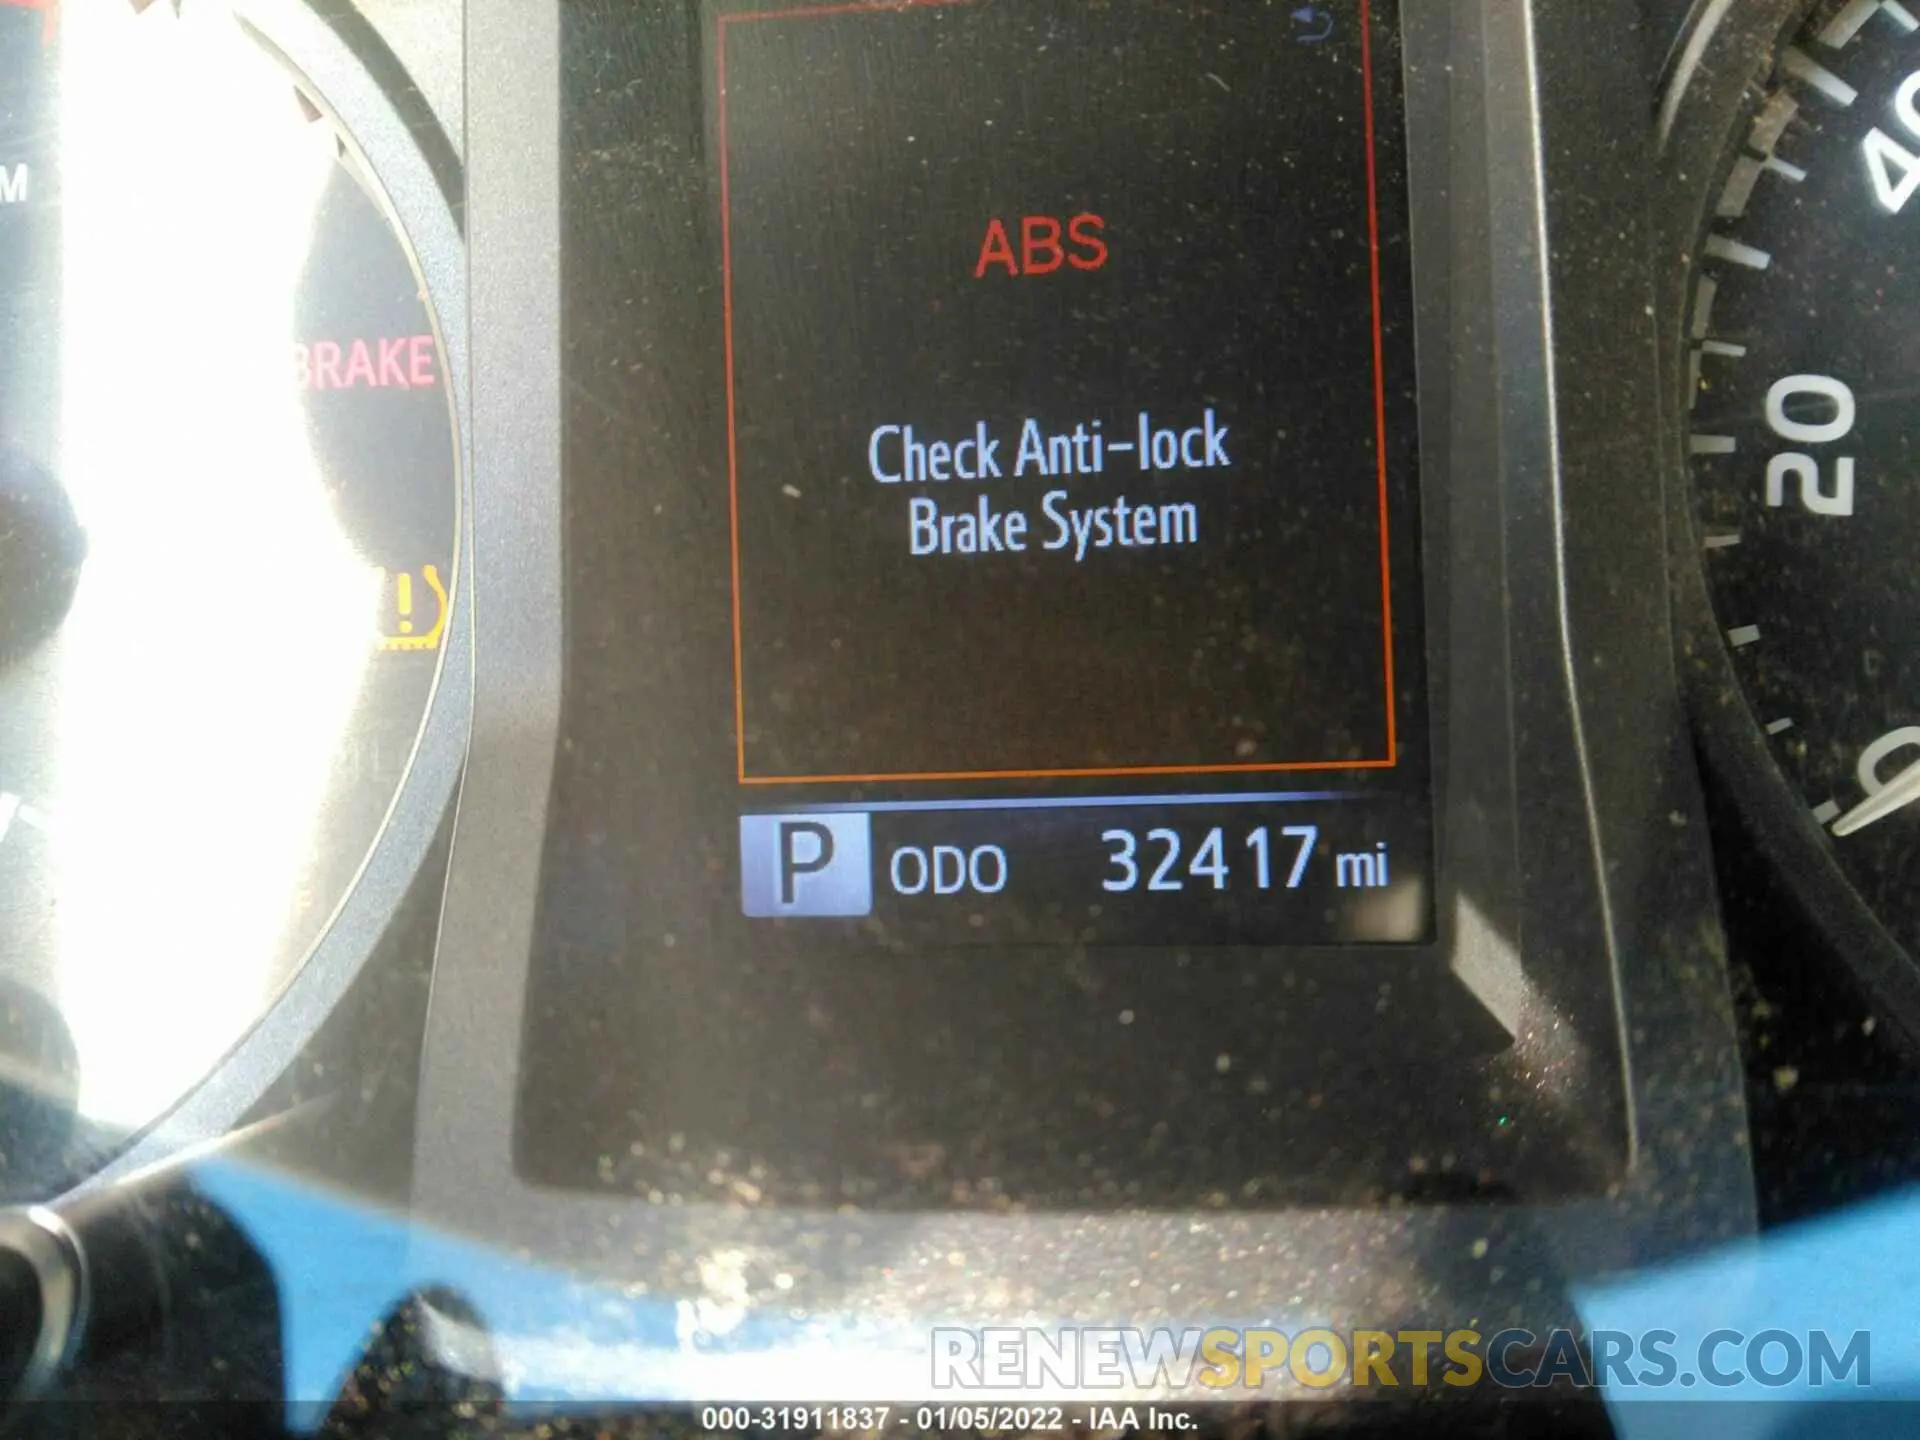 ABS
BRAKE
Check Anti-lock
Brake System
P ODO 32417 mi
20
0
RENEWSPORTSCARS.COM
000-31911837 - 01/05/2022 - IAA Inc.